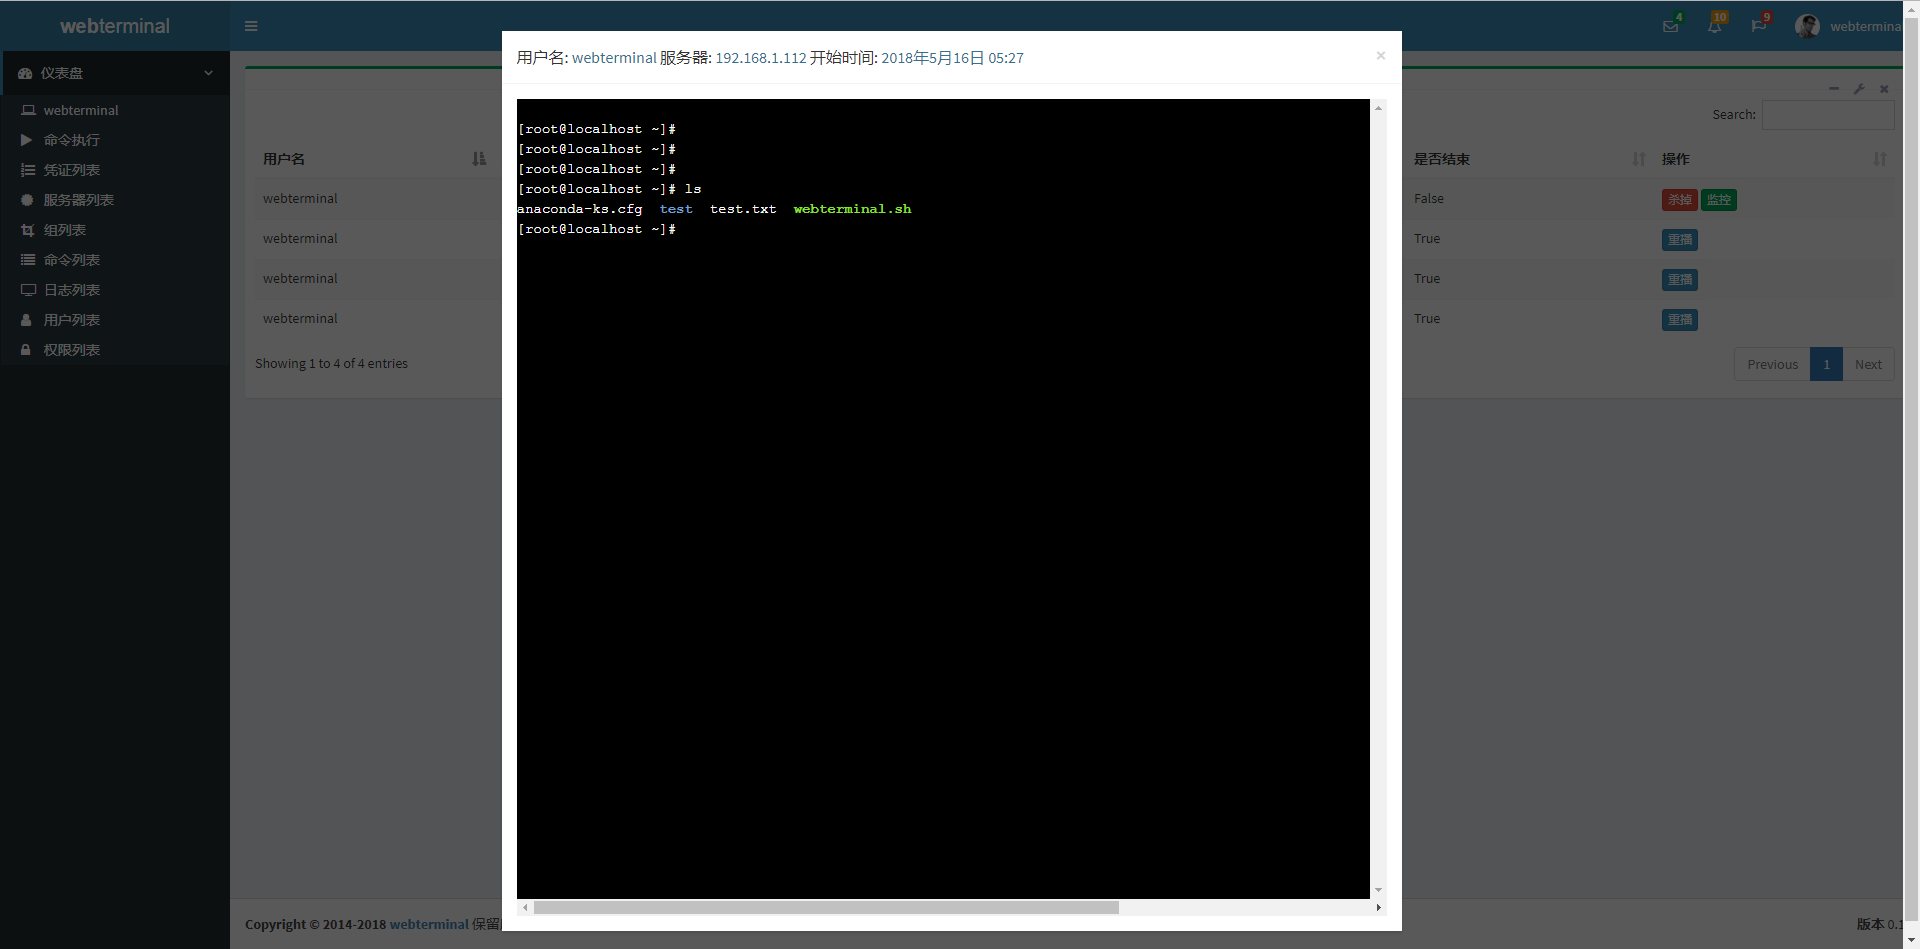 webterminal
4
10
9
webtermina
仪表盘
webterminal
命令执行
凭证列表
服务器列表
组列表
命令列表
日志列表
用户列表
权限列表
用户名: webterminal 服务器: 192.168.1.112 开始时间: 2018年5月16日 05:27
×
[root@localhost ~]#
[root@localhost ~]#
[root@localhost ~]#
[root@localhost ~]# ls
anaconda-ks.cfg test test.txt webterminal.sh
[root@localhost ~]#
Search:
用户名 是否结束 操作
webterminal False 杀掉 监控
webterminal True 重播
webterminal True 重播
webterminal True 重播
Showing 1 to 4 of 4 entries
Previous 1 Next
Copyright © 2014-2018 webterminal 保留
版本 0.1